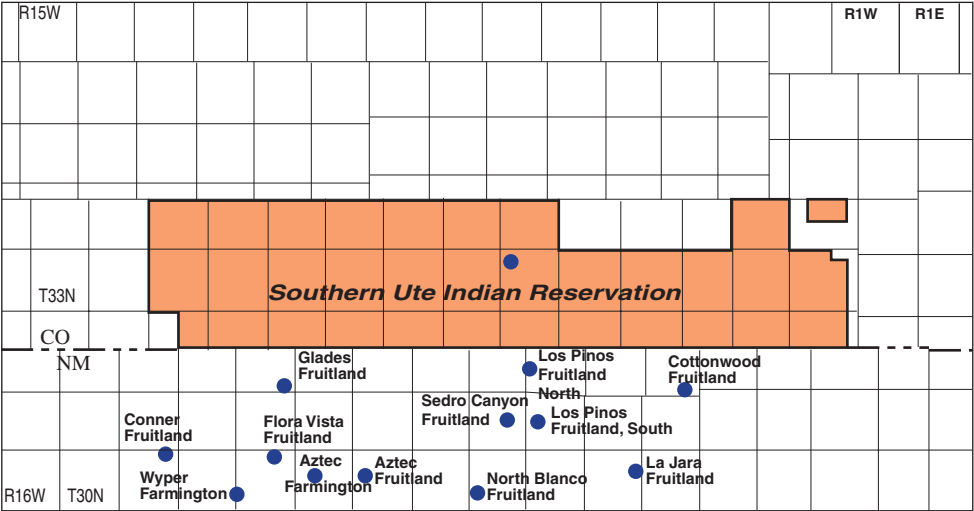 R15W
R1W
R1E
Southern Ute Indian Reservation
T33N
CO
NM
Glades
Fruitland
Los Pinos
Fruitland
North
Cottonwood
Fruitland
Sedro Canyon
Fruitland
Los Pinos
Fruitland, South
Conner
Fruitland
Flora Vista
Fruitland
Aztec
Farmington
Aztec
Fruitland
La Jara
Fruitland
Wyper
Farmington
North Blanco
Fruitland
R16W
T30N